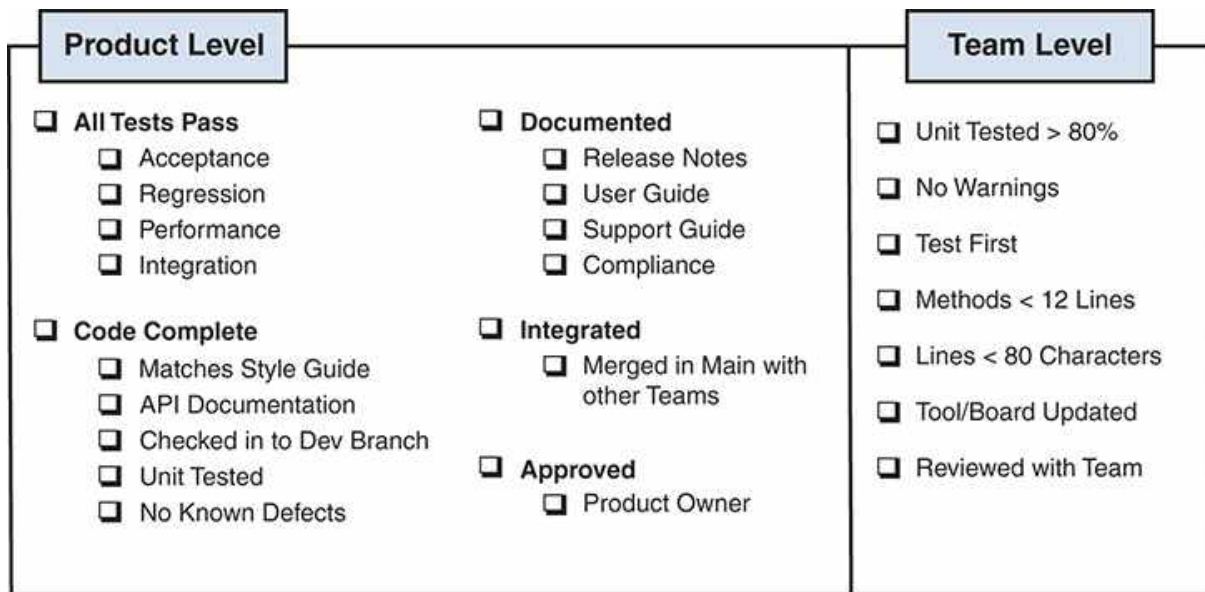 Product Level
All Tests Pass
Acceptance
Regression
Performance
Integration
Code Complete
Matches Style Guide
API Documentation
Checked in to Dev Branch
Unit Tested
No Known Defects
Documented
Release Notes
User Guide
Support Guide
Compliance
Integrated
Merged in Main with
other Teams
Approved
Product Owner
Team Level
Unit Tested > 80%
No Warnings
Test First
Methods < 12 Lines
Lines < 80 Characters
Tool/Board Updated
Reviewed with Team